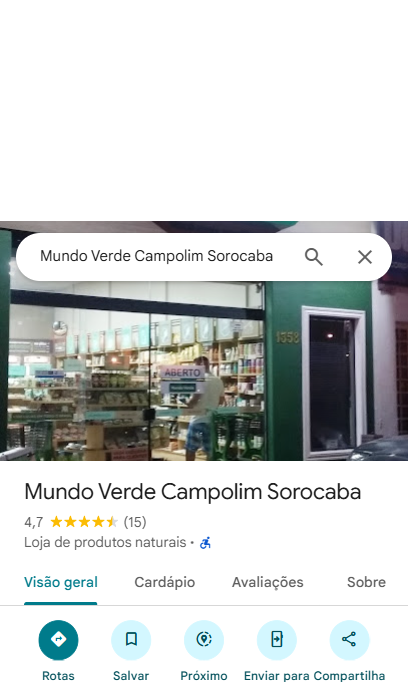 Mundo Verde Campolim Sorocaba
ABERTO
1558
Mundo Verde Campolim Sorocaba
4,7 (15)
Loja de produtos naturais ·
Visão geral Cardápio Avaliações Sobre
Rotas Salvar Próximo Enviar para Compartilhar